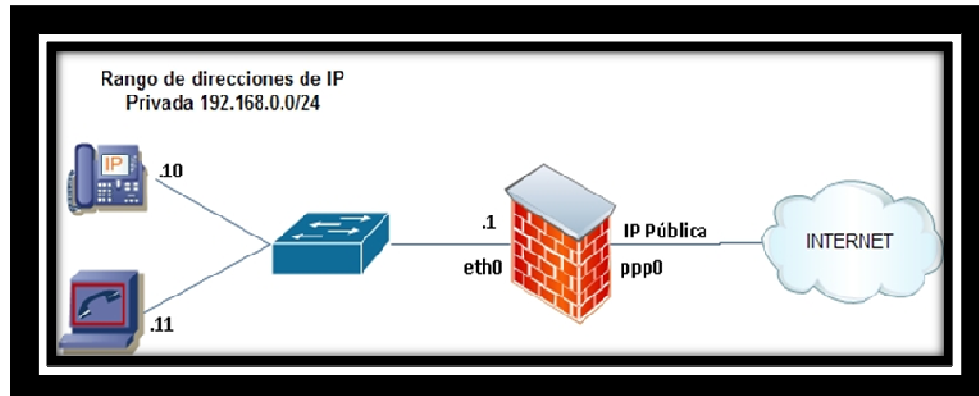 Rango de direcciones de IP
Privada 192.168.0.0/24
IP
.10
.1
eth0
IP Pública
ppp0
INTERNET
.11